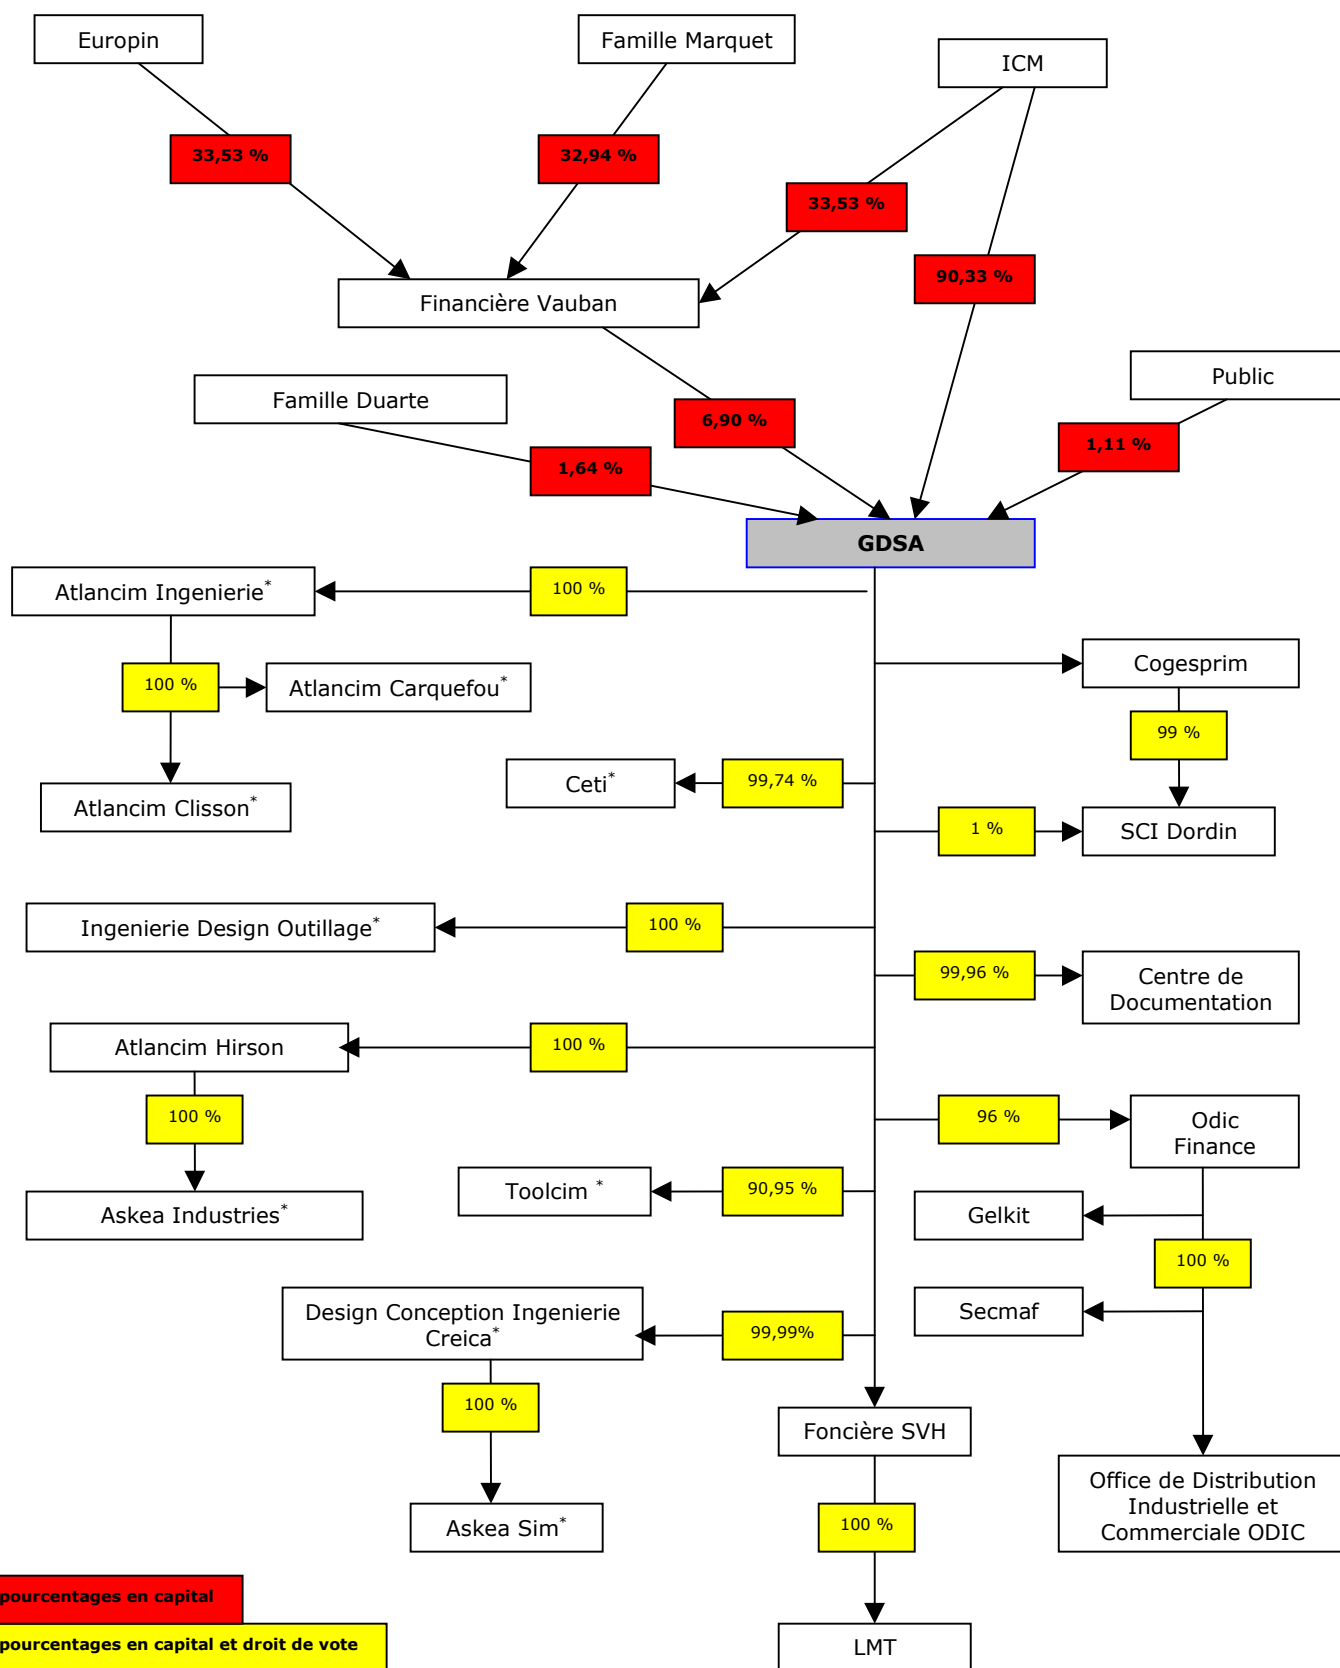 Europin
Famille Marquet
ICM
33,53 %
32,94 %
33,53 %
90,33 %
Financière Vauban
Public
Famille Duarte
6,90 %
1,11 %
1,64 %
GDSA
Atlancim Ingenierie*
100 %
Cogesprim
100 %
Atlancim Carquefou*
99 %
Ceti*
99,74 %
Atlancim Clisson*
1 %
SCI Dordin
Ingenierie Design Outillage*
100 %
99,96 %
Centre de
Documentation
Atlancim Hirson
100 %
100 %
96 %
Odic
Finance
Toolcim *
90,95 %
Askea Industries*
Gelkit
100 %
Design Conception Ingenierie
Creica*
99,99%
Secmaf
100 %
Foncière SVH
Office de Distribution
Industrielle et
Commerciale ODIC
Askea Sim*
100 %
pourcentages en capital
pourcentages en capital et droit de vote
LMT